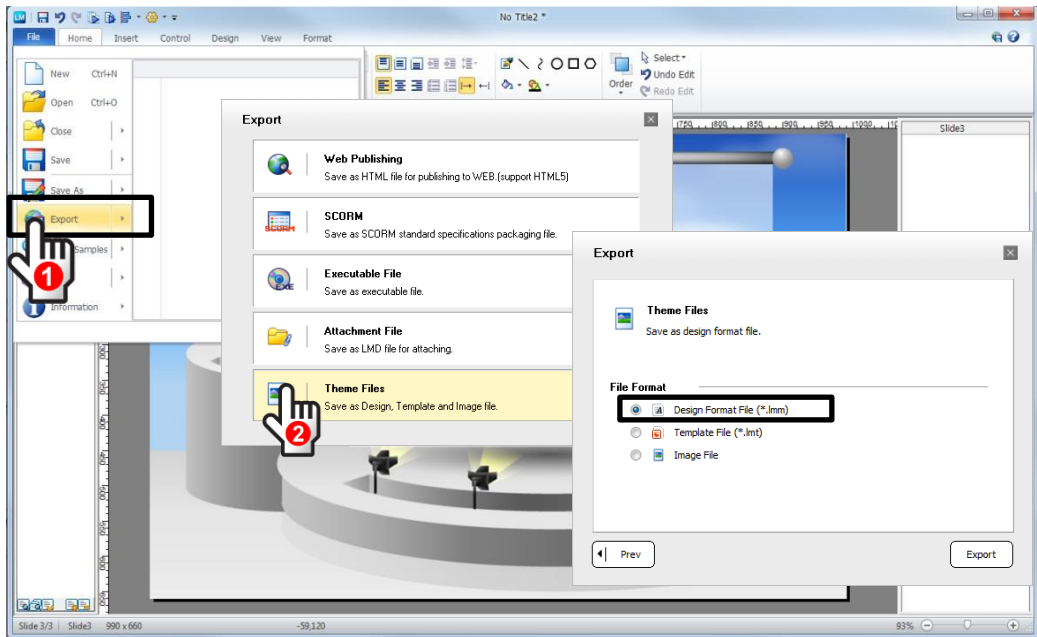 LM
No Title2 *
File Home Insert Control Design View Format
New Ctrl+N
Open Ctrl+O
Close
Save
Save As
Export
Samples
Information
1
Order
Select
Undo Edit
Redo Edit
Slide3
Export
Web Publishing
Save as HTML file for publishing to WEB.(support HTML5)
SCORM
SCORM
Save as SCORM standard specifications packaging file.
EXE
Executable File
Save as executable file.
Attachment File
Save as LMD file for attaching.
Theme Files
Save as Design, Template and Image file.
2
Export
Theme Files
Save as design format file.
File Format
Design Format File (*.lmm)
Template File (*.lmt)
Image File
Prev
Export
Slide 3/3 Slide3 990 x 660 -59,120 93%